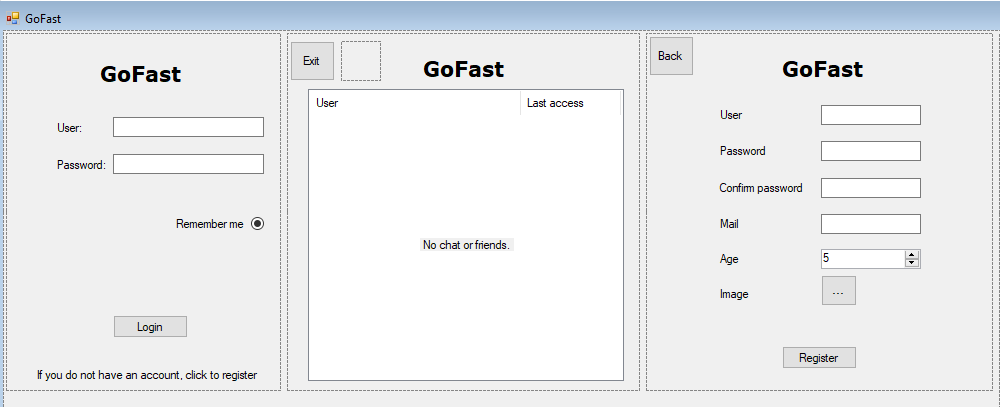 GoFast
GoFast
User:
Password:
Remember me
Login
If you do not have an account, click to register
Exit
GoFast
User Last access
No chat or friends.
Back
GoFast
User
Password
Confirm password
Mail
Age 5
Image ---
Register